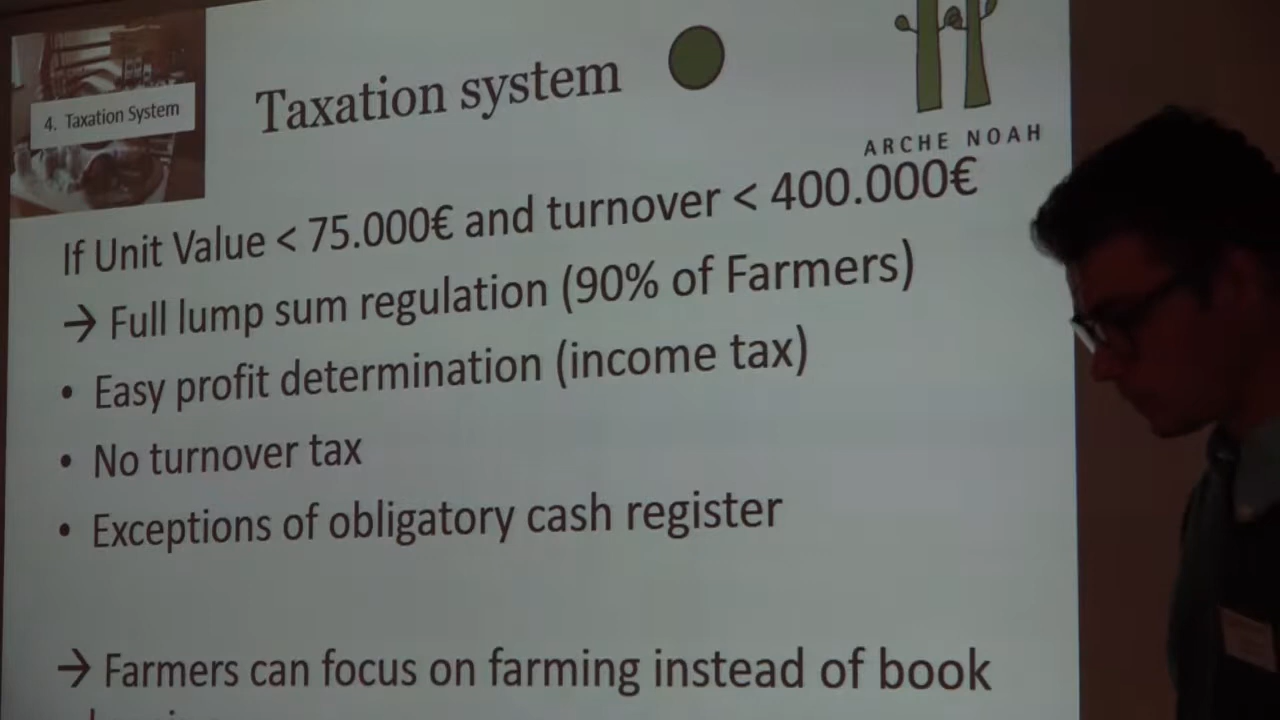 4. Taxation System
Taxation system
ARCHE NOAH
If Unit Value < 75.000€ and turnover < 400.000€
→ Full lump sum regulation (90% of Farmers)
• Easy profit determination (income tax)
• No turnover tax
• Exceptions of obligatory cash register
→ Farmers can focus on farming instead of book